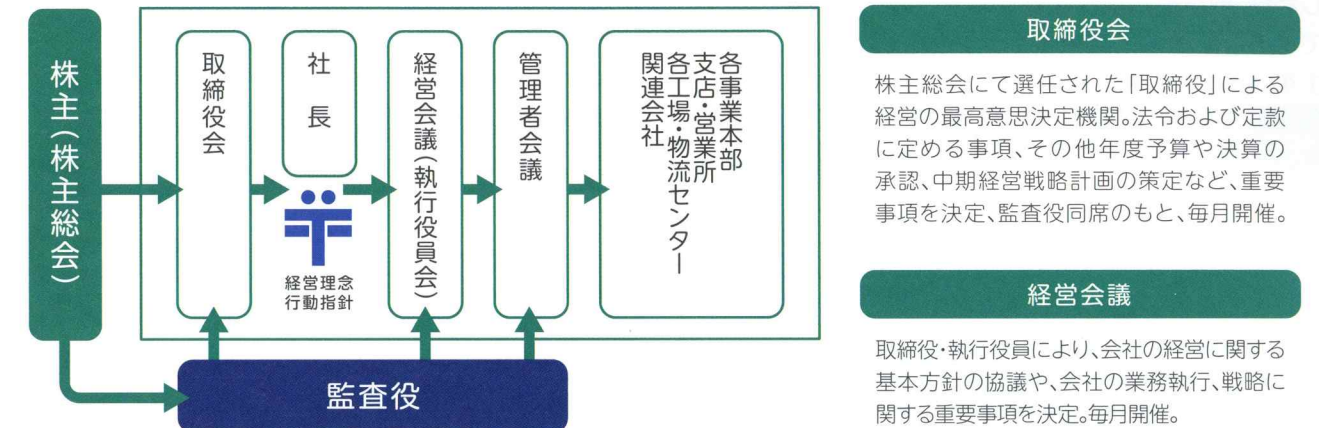 株主（株主総会）
取締役会
社長
経営理念
行動指針
経営会議（執行役員会）
管理者会議
各事業本部
支店・営業所
各工場・物流センター
関連会社
監査役
取締役会
株主総会にて選任された「取締役」による
経営の最高意思決定機関。法令および定款
に定める事項、その他年度予算や決算の
承認、中期経営戦略計画の策定など、重要
事項を決定、監査役同席のもと、毎月開催。
経営会議
取締役・執行役員により、会社の経営に関する
基本方針の協議や、会社の業務執行、戦略に
関する重要事項を決定。毎月開催。